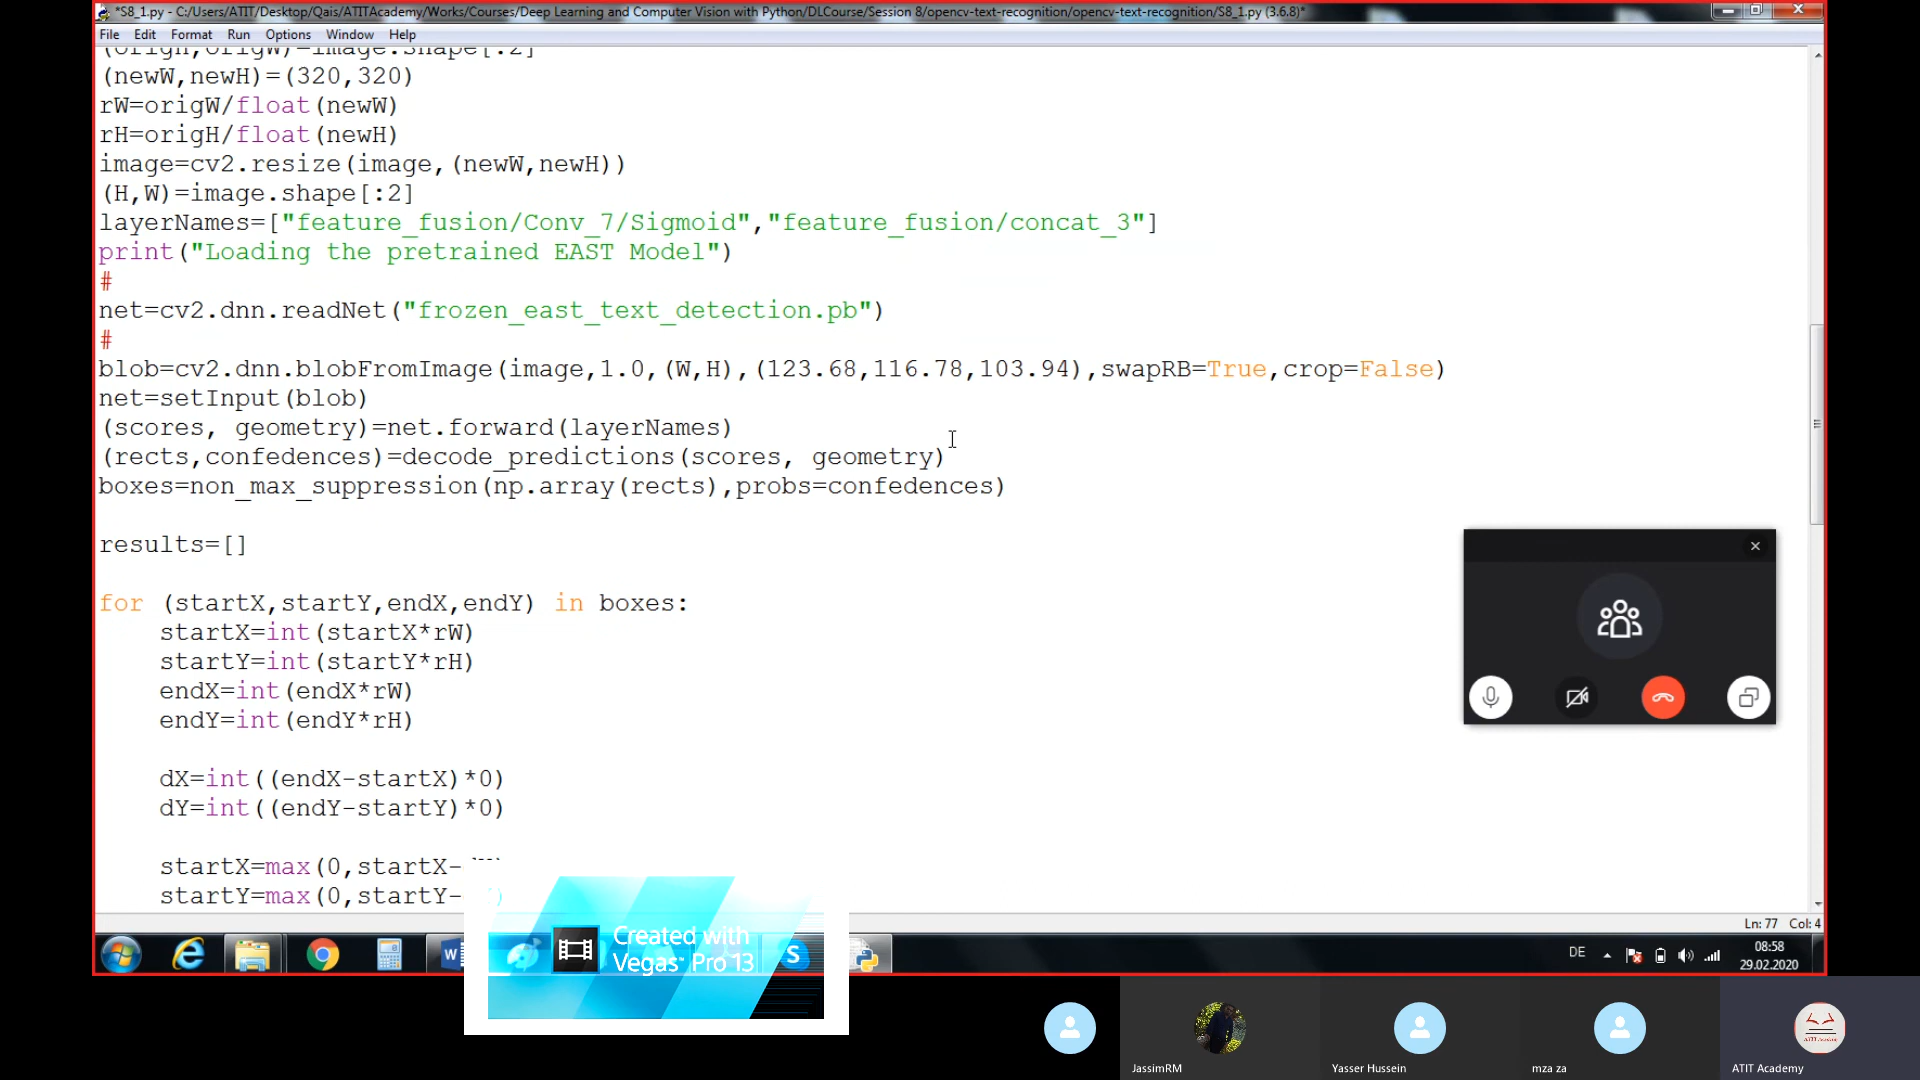 *S8_1.py - C:/Users/ATIT/Desktop/Qais/ATITAcademy/Works/Courses/Deep Learning and Computer Vision with Python/DLCourse/Session 8/opencv-text-recognition/opencv-text-recognition/S8_1.py (3.6.8)*
File Edit Format Run Options Window Help
(origH,origW)=image.shape[:2]
(newW,newH)=(320,320)
rW=origW/float(newW)
rH=origH/float(newH)
image=cv2.resize(image,(newW,newH))
(H,W)=image.shape[:2]
layerNames=["feature_fusion/Conv_7/Sigmoid","feature_fusion/concat_3"]
print("Loading the pretrained EAST Model")
#
net=cv2.dnn.readNet("frozen_east_text_detection.pb")
#
blob=cv2.dnn.blobFromImage(image,1.0,(W,H),(123.68,116.78,103.94),swapRB=True,crop=False)
net=setInput(blob)
(scores, geometry)=net.forward(layerNames)
(rects,confedences)=decode_predictions(scores, geometry)
boxes=non_max_suppression(np.array(rects),probs=confedences)
results=[]
for (startX,startY,endX,endY) in boxes:
startX=int(startX*rW)
startY=int(startY*rH)
endX=int(endX*rW)
endY=int(endY*rH)
dX=int((endX-startX)*0)
dY=int((endY-startY)*0)
startX=max(0,startX-
startY=max(0,startY-
Ln: 77 Col: 4
Created with
Vegas Pro 13
DE
08:58
29.02.2020
JassimRM
Yasser Hussein
mza za
ATIT Academy